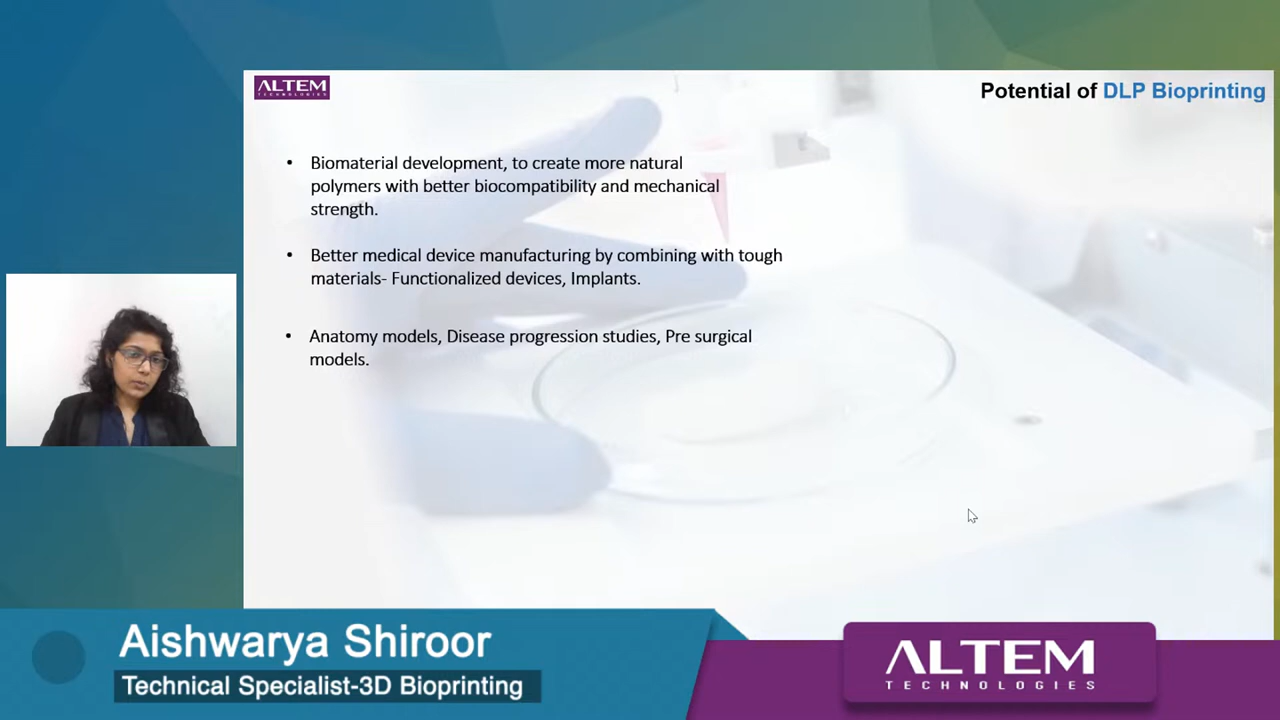 ALTEM
TECHNOLOGIES
Potential of DLP Bioprinting
• Biomaterial development, to create more natural
polymers with better biocompatibility and mechanical
strength.
• Better medical device manufacturing by combining with tough
materials- Functionalized devices, Implants.
• Anatomy models, Disease progression studies, Pre surgical
models.
Aishwarya Shiroor
Technical Specialist-3D Bioprinting
ALTEM
TECHNOLOGIES